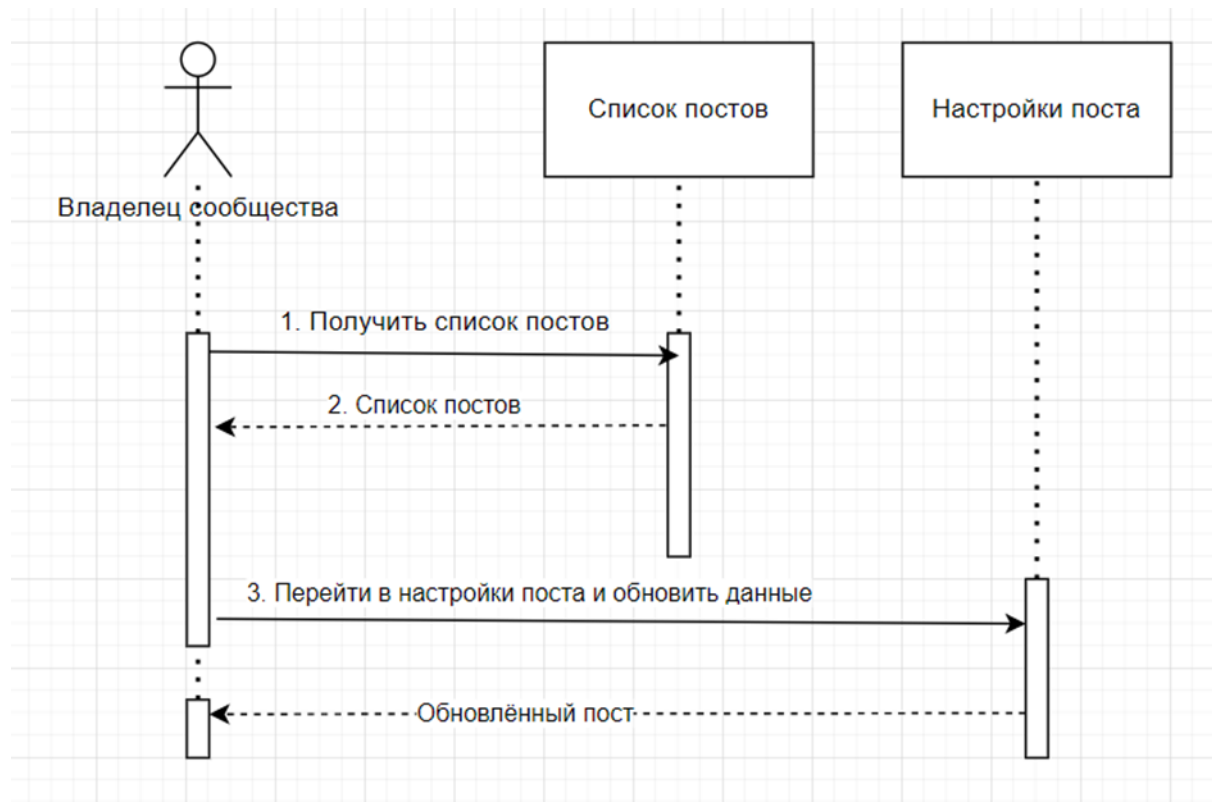 Список постов
Настройки поста
Владелец сообщества
1. Получить список постов
2. Список постов
3. Перейти в настройки поста и обновить данные
Обновлённый пост